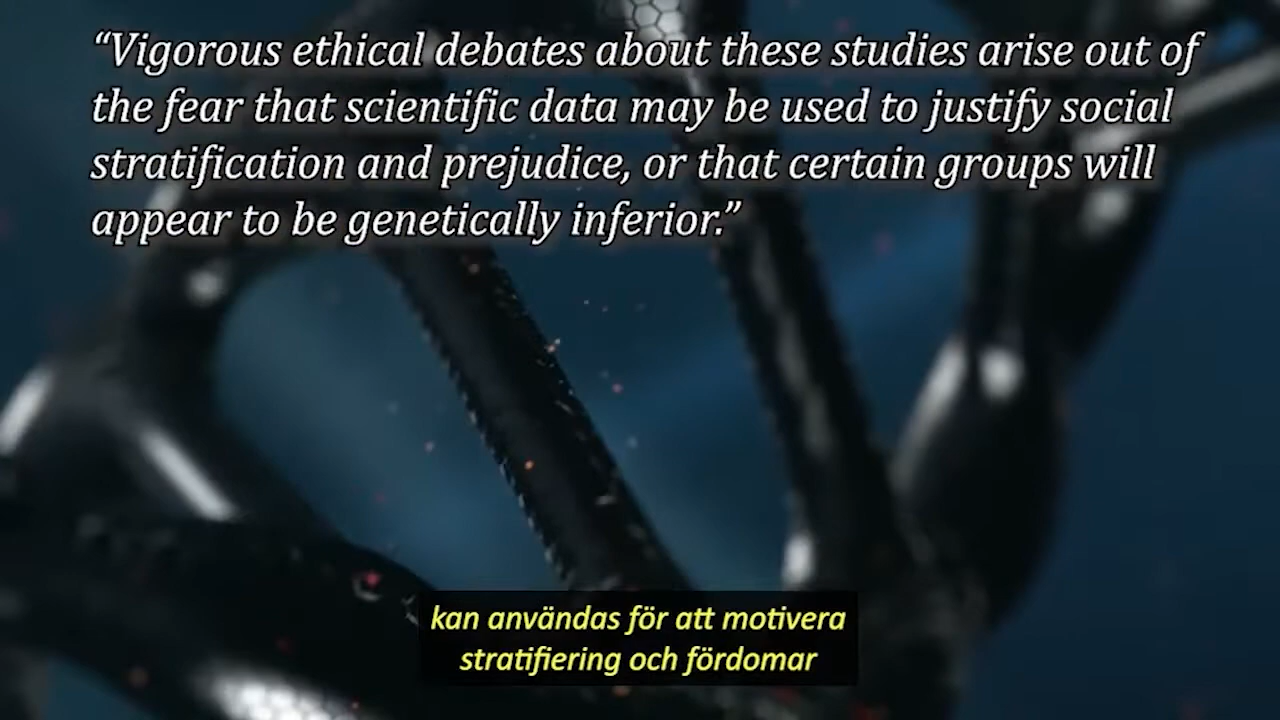 “Vigorous ethical debates about these studies arise out of
the fear that scientific data may be used to justify social
stratification and prejudice, or that certain groups will
appear to be genetically inferior.”
kan användas för att motivera
stratifiering och fördomar